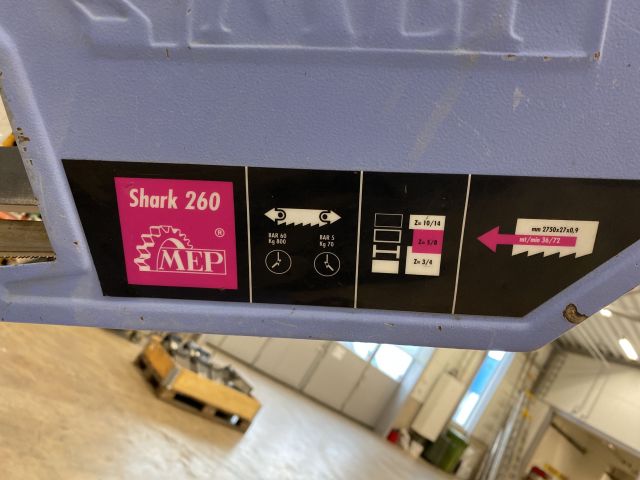 Shark 260
MEP
®
BAR 60
Kg 800
BAR 5
Kg 70
Z= 10/14
Z= 5/8
Z= 3/4
mm 2750x27x0,9
mt/min 36/72